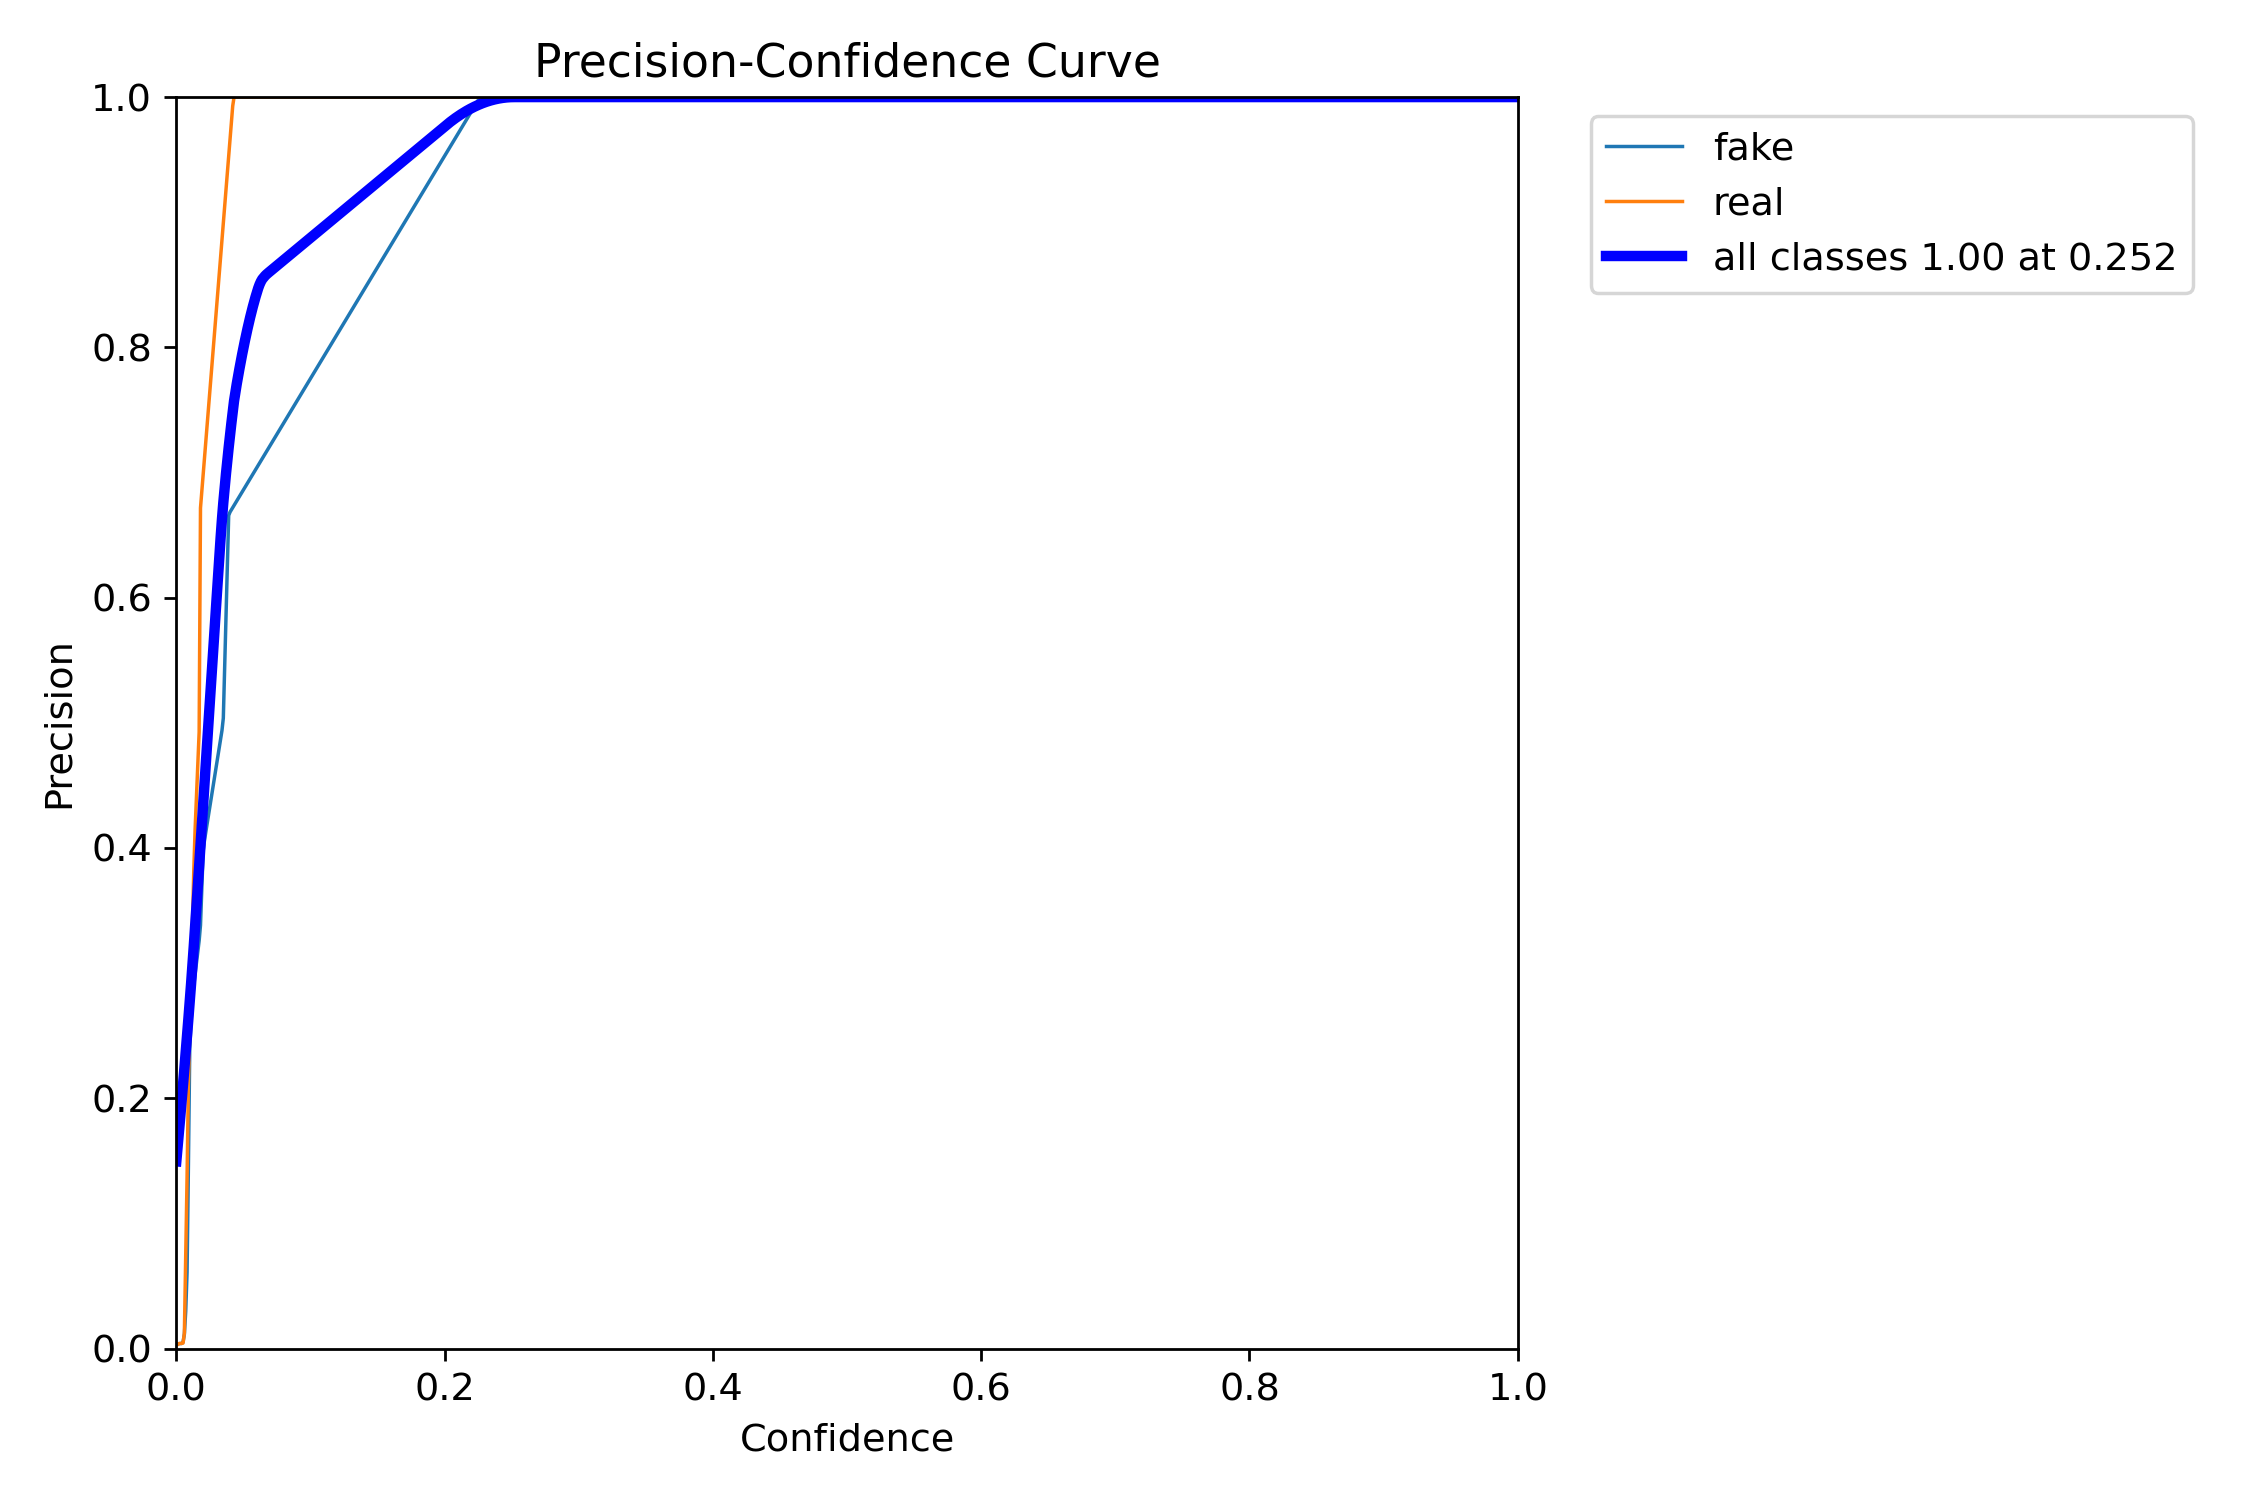 Precision-Confidence Curve
1.0
0.8
0.6
0.4
0.2
0.0
Precision
0.0 0.2 0.4 0.6 0.8 1.0
Confidence
fake
real
all classes 1.00 at 0.252